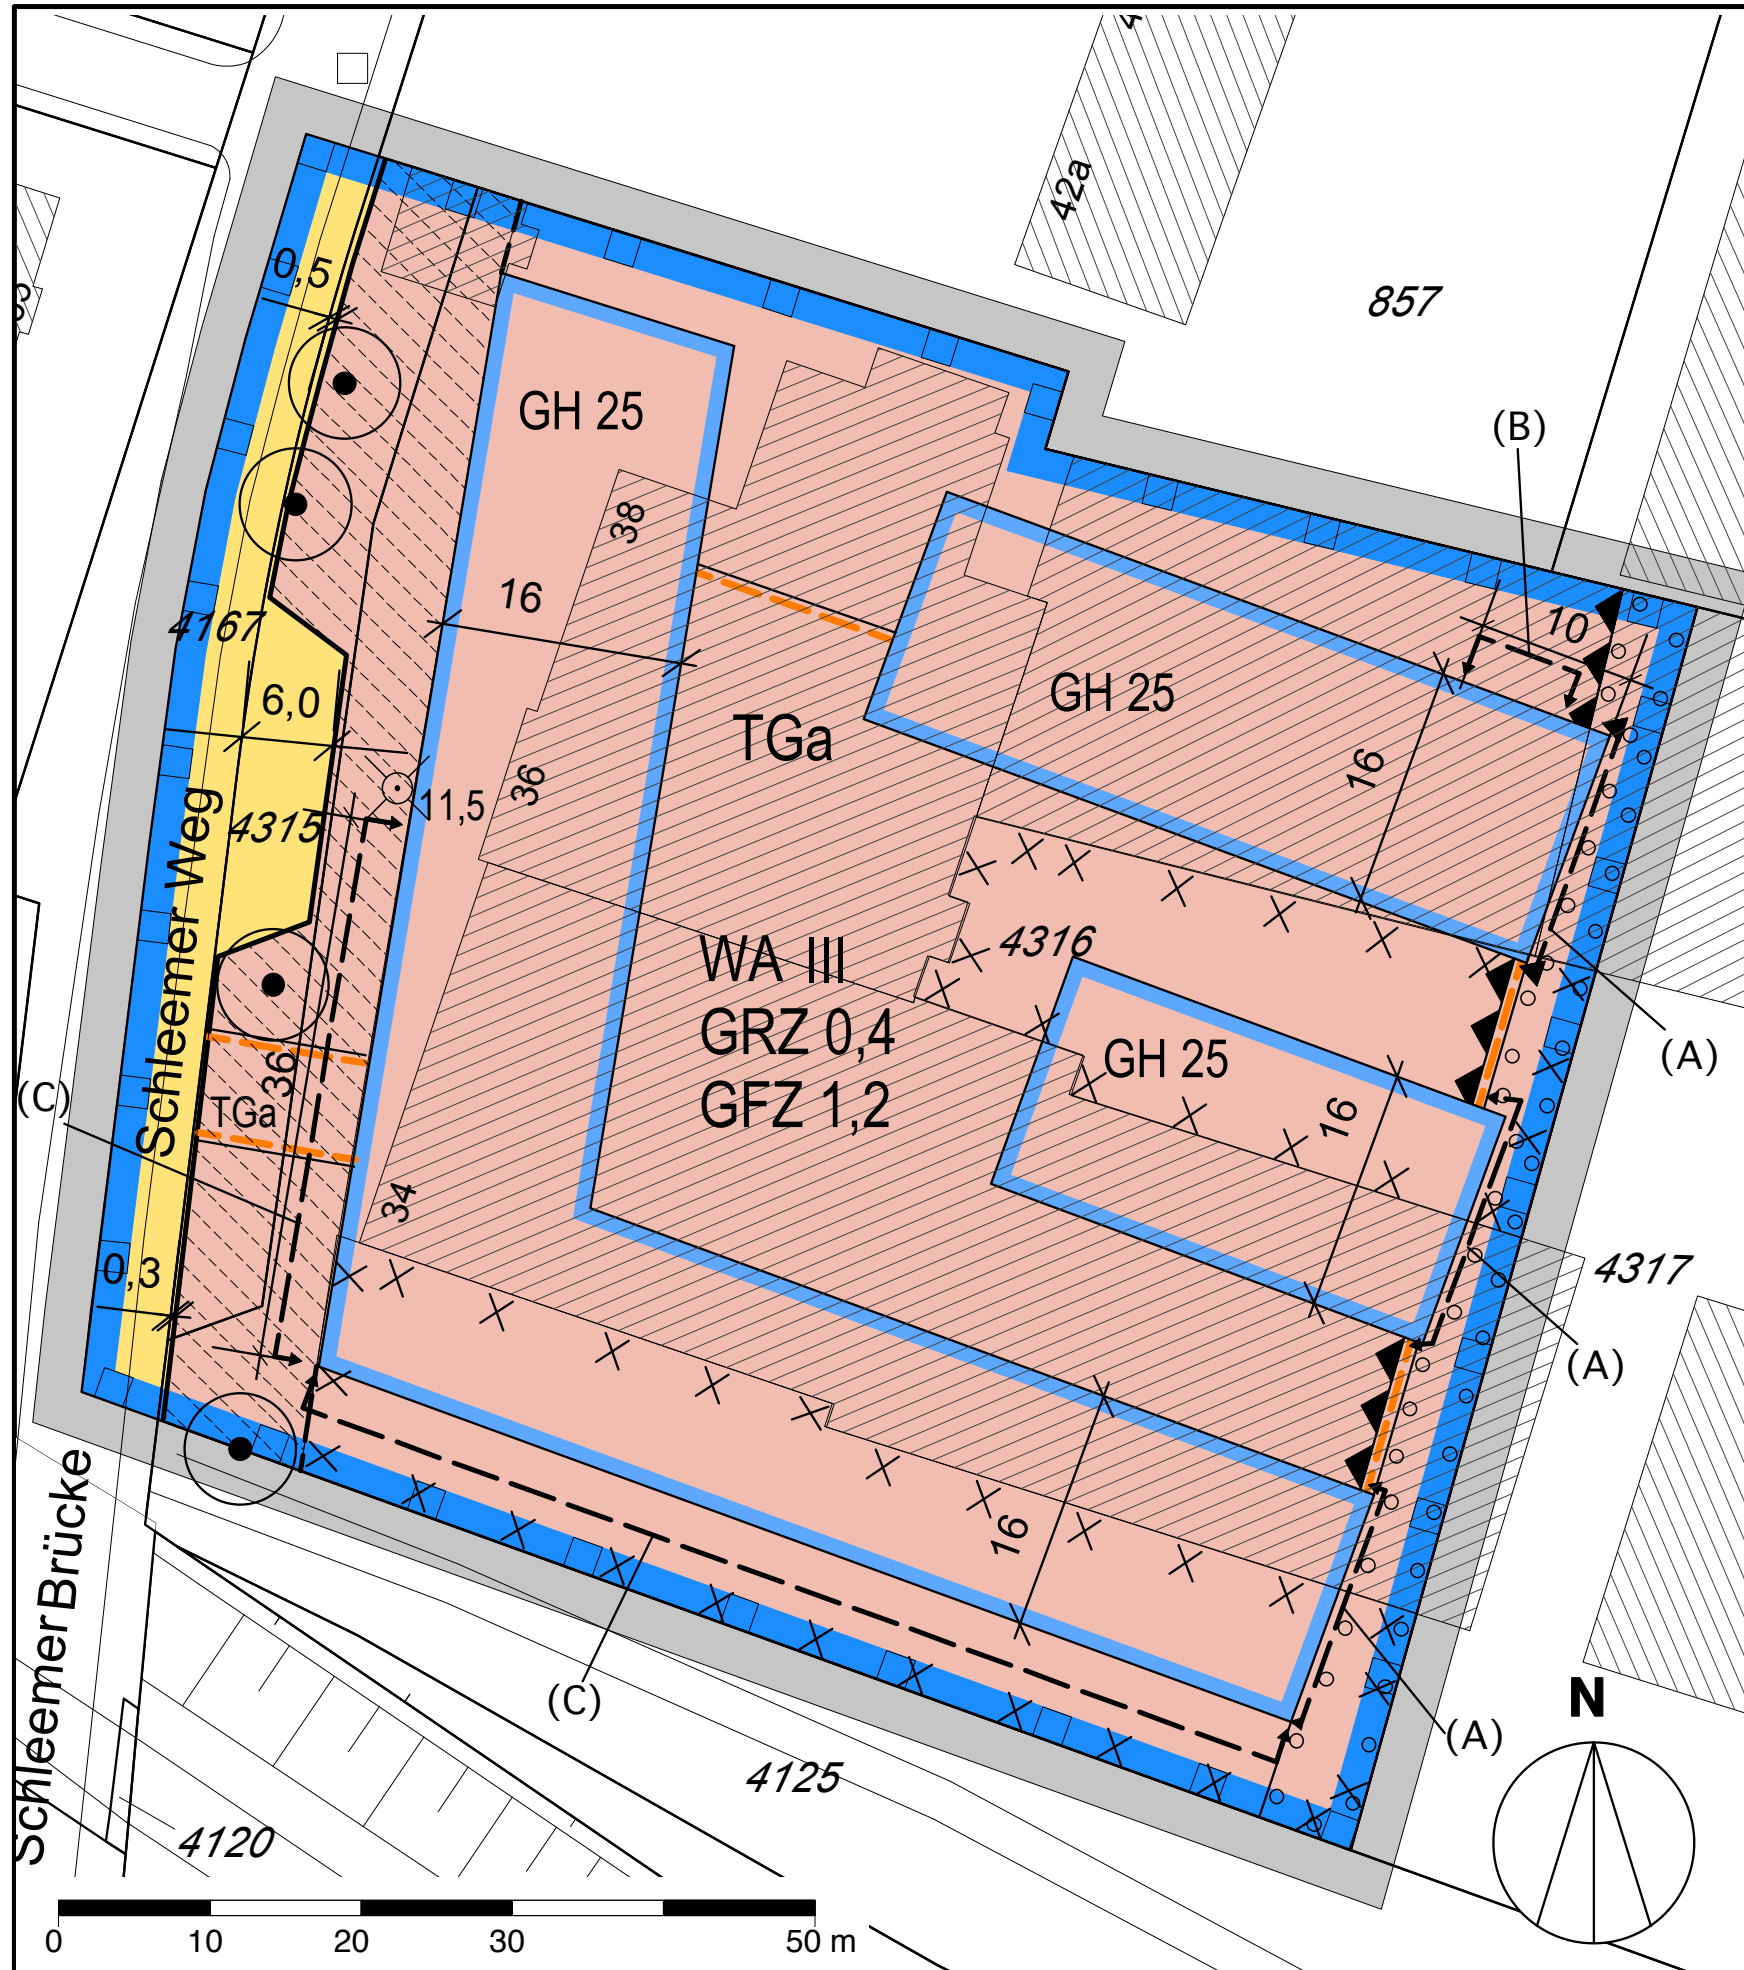 42a
857
0,5
(B)
GH 25
38
16
10
4167
6,0
GH 25
TGa
16
36
11,5
4315
Schleemer Weg
4316
WA III
GRZ 0,4
GFZ 1,2
GH 25
(A)
36
TGa
(C)
16
34
0,3
4317
(A)
16
Schleemer Brücke
(C)
N
(A)
4125
4120
0 10 20 30 50 m